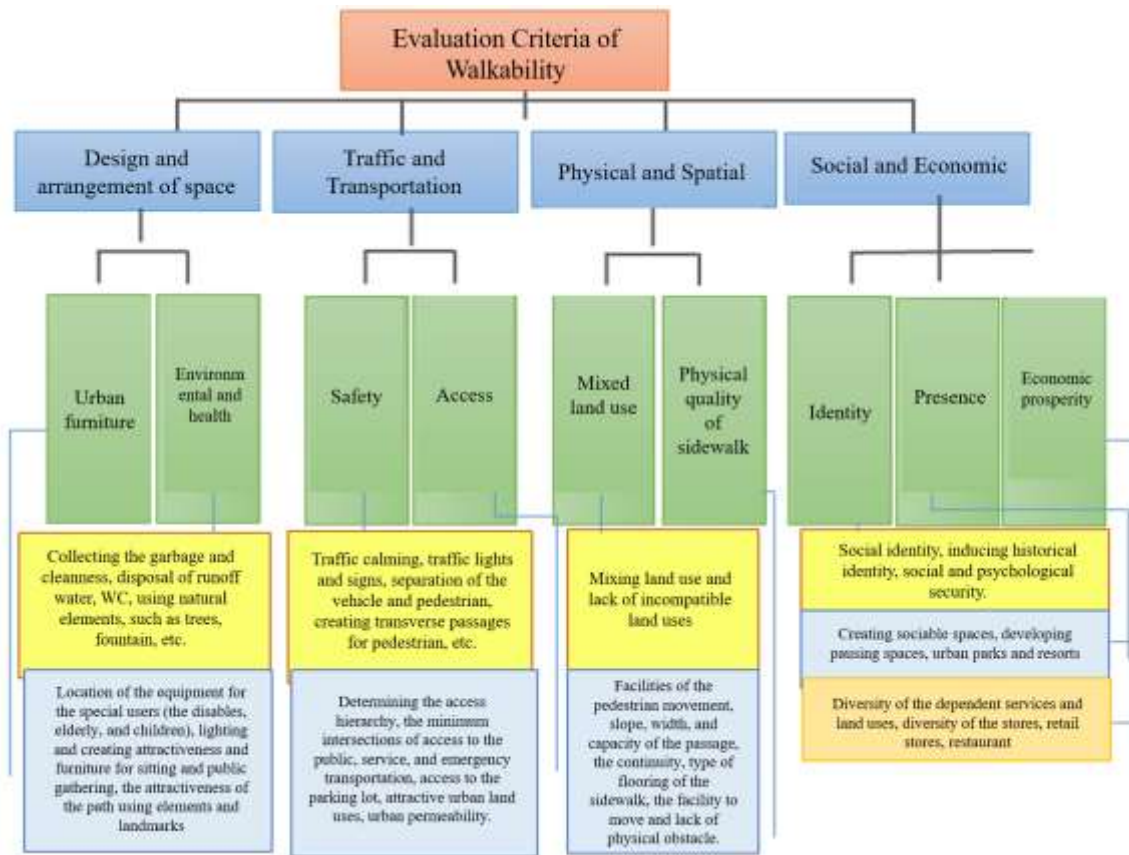 Evaluation Criteria of
Walkability
Design and
arrangement of space
Traffic and
Transportation
Physical and Spatial
Social and Economic
Urban
furniture
Environm
ental and
health
Safety
Access
Mixed
land use
Physical
quality
of
sidewalk
Identity
Presence
Economic
prosperity
Collecting the garbage and
cleanness, disposal of runoff
water, WC, using natural
elements, such as trees,
fountain, etc.
Traffic calming, traffic lights
and signs, separation of the
vehicle and pedestrian,
creating transverse passages
for pedestrian, etc.
Mixing land use and
lack of incompatible
land uses
Social identity, inducing historical
identity, social and psychological
security.
Creating sociable spaces, developing
pausing spaces, urban parks and resorts
Diversity of the dependent services and
land uses, diversity of the stores, retail
stores, restaurant
Location of the equipment for
the special users (the disables,
elderly, and children), lighting
and creating attractiveness and
furniture for sitting and public
gathering, the attractiveness of
the path using elements and
landmarks
Determining the access
hierarchy, the minimum
intersections of access to the
public, service, and emergency
transportation, access to the
parking lot, attractive urban land
uses, urban permeability.
Facilities of the
pedestrian movement,
slope, width, and
capacity of the passage,
the continuity, type of
flooring of the
sidewalk, the facility to
move and lack of
physical obstacle.